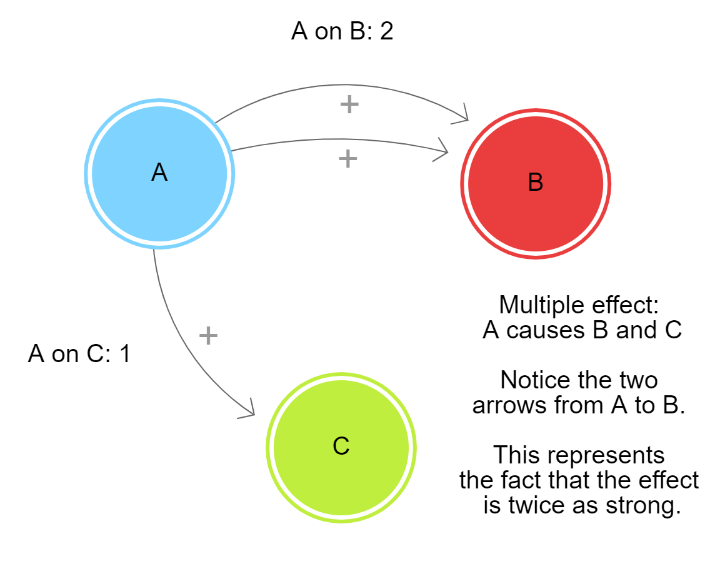 A on B: 2
+
A
+
B
+
A on C: 1
C
Multiple effect:
A causes B and C
Notice the two
arrows from A to B.
This represents
the fact that the effect
is twice as strong.